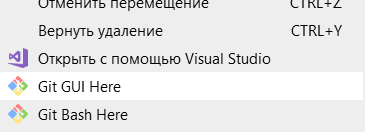 Отменить перемещение CTRL+Z
Вернуть удаление CTRL+Y
Открыть с помощью Visual Studio
Git GUI Here
Git Bash Here